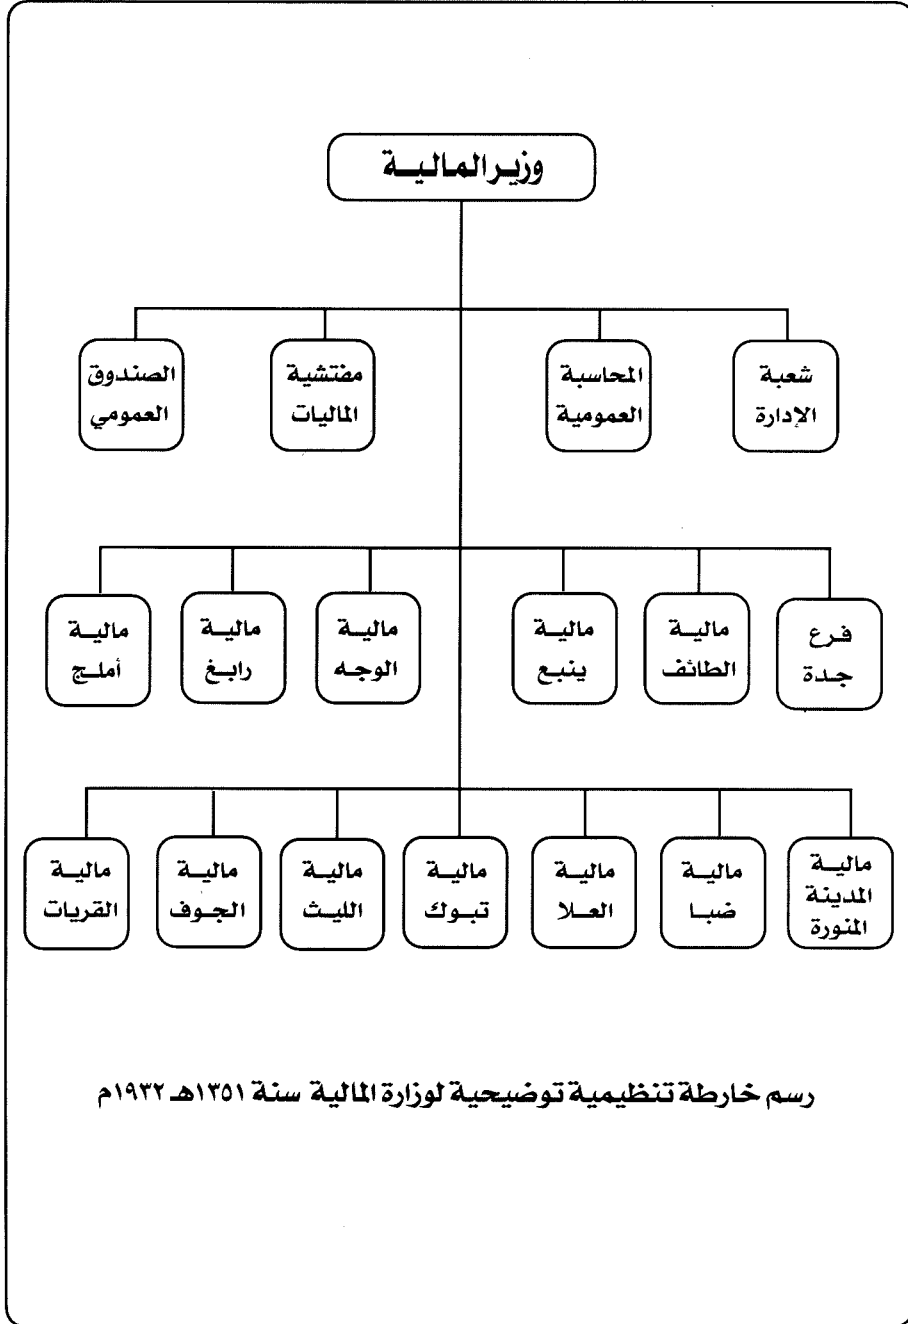 وزير المالية
شعبة
الإدارة
المحاسبة
العمومية
مفتشية
الماليات
الصندوق
العمومي
فرع
جدة
مالية
الطائف
مالية
ينبع
مالية
الوجه
مالية
رابغ
مالية
أملج
مالية
المدينة
المنورة
مالية
ضبا
مالية
العلا
مالية
تبوك
مالية
الليث
مالية
الجوف
مالية
القريات
رسم خارطة تنظيمية توضيحية لوزارة المالية سنة ١٣٥١هـ ١٩٣٢م